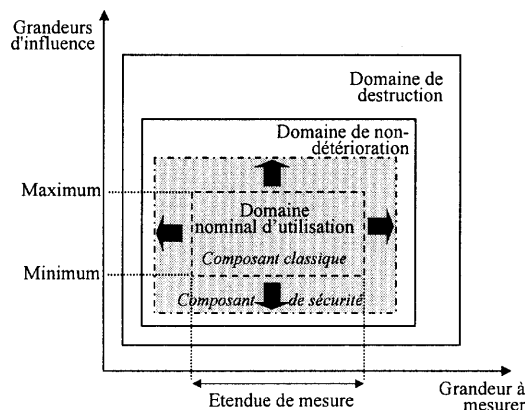 Grandeurs
d'influence
Domaine de
destruction
Domaine de non-
détérioration
Maximum
Domaine
nominal d'utilisation
Composant classique
Minimum
Composant de sécurité
Etendue de mesure
Grandeur à
mesurer